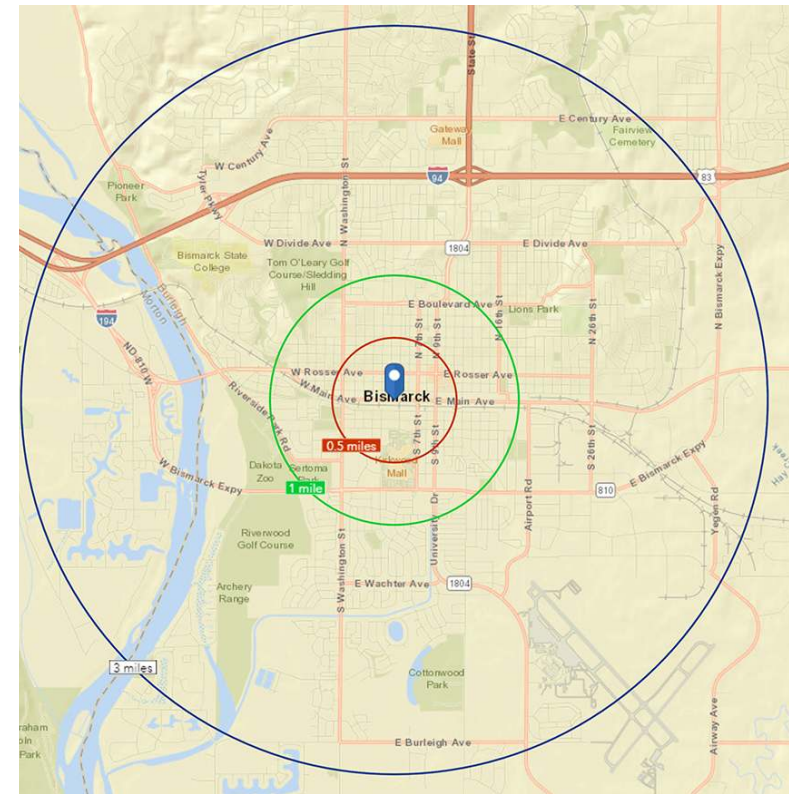 State St
E Century Ave
Gateway
Mall
Fairview
Cemetery
W Century Ave
94
83
Pioneer
Park
Tyler Pkwy
N Washington St
W Divide Ave
1804
E Divide Ave
Bismarck State
College
Tom O'Leary Golf
Course/Sledding
Hill
N Bismarck Expy
Burleigh
Morton
E Boulevard Ave
Lions Park
N 16th St
N 26th St
194
N 7th St
N 9th St
ND-810 W
W Rosser Ave
E Rosser Ave
W Main Ave
Bismarck
E Main Ave
Riverside Park Rd
0.5 miles
S 7th St
S 9th St
S 26th St
Mall
Dakota
Zoo
Sertoma
W Bismarck Expy
1 mile
810
E Bismarck Expy
University Dr
Airport Rd
Yegen Rd
Riverwood
Golf Course
S Washington St
Archery
Range
E Wachter Ave
1804
3 miles
Cottonwood
Park
Park
E Burleigh Ave
Airway Ave